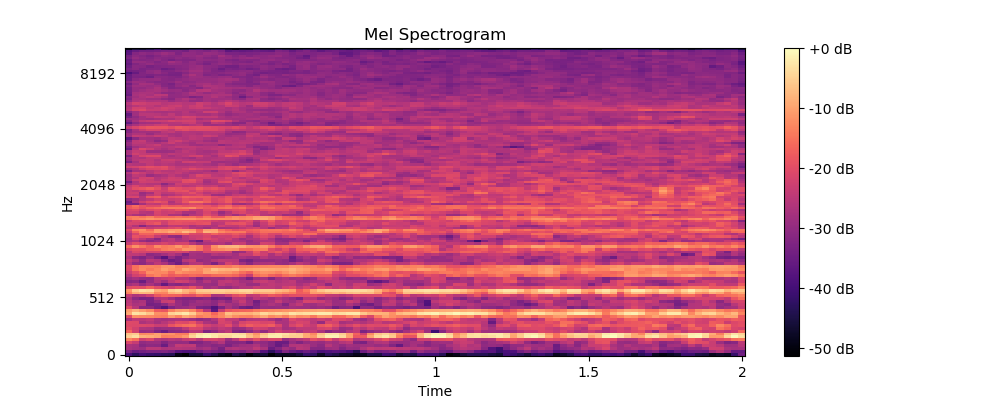 Mel Spectrogram
8192
4096
2048
1024
512
0
Hz
0
0.5
1
1.5
2
Time
+0 dB
-10 dB
-20 dB
-30 dB
-40 dB
-50 dB